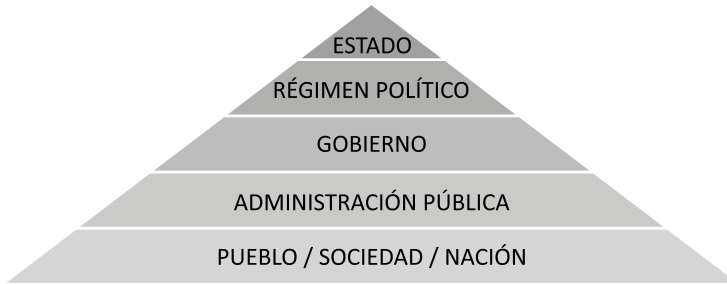 ESTADO
RÉGIMEN POLÍTICO
GOBIERNO
ADMINISTRACIÓN PÚBLICA
PUEBLO / SOCIEDAD / NACIÓN